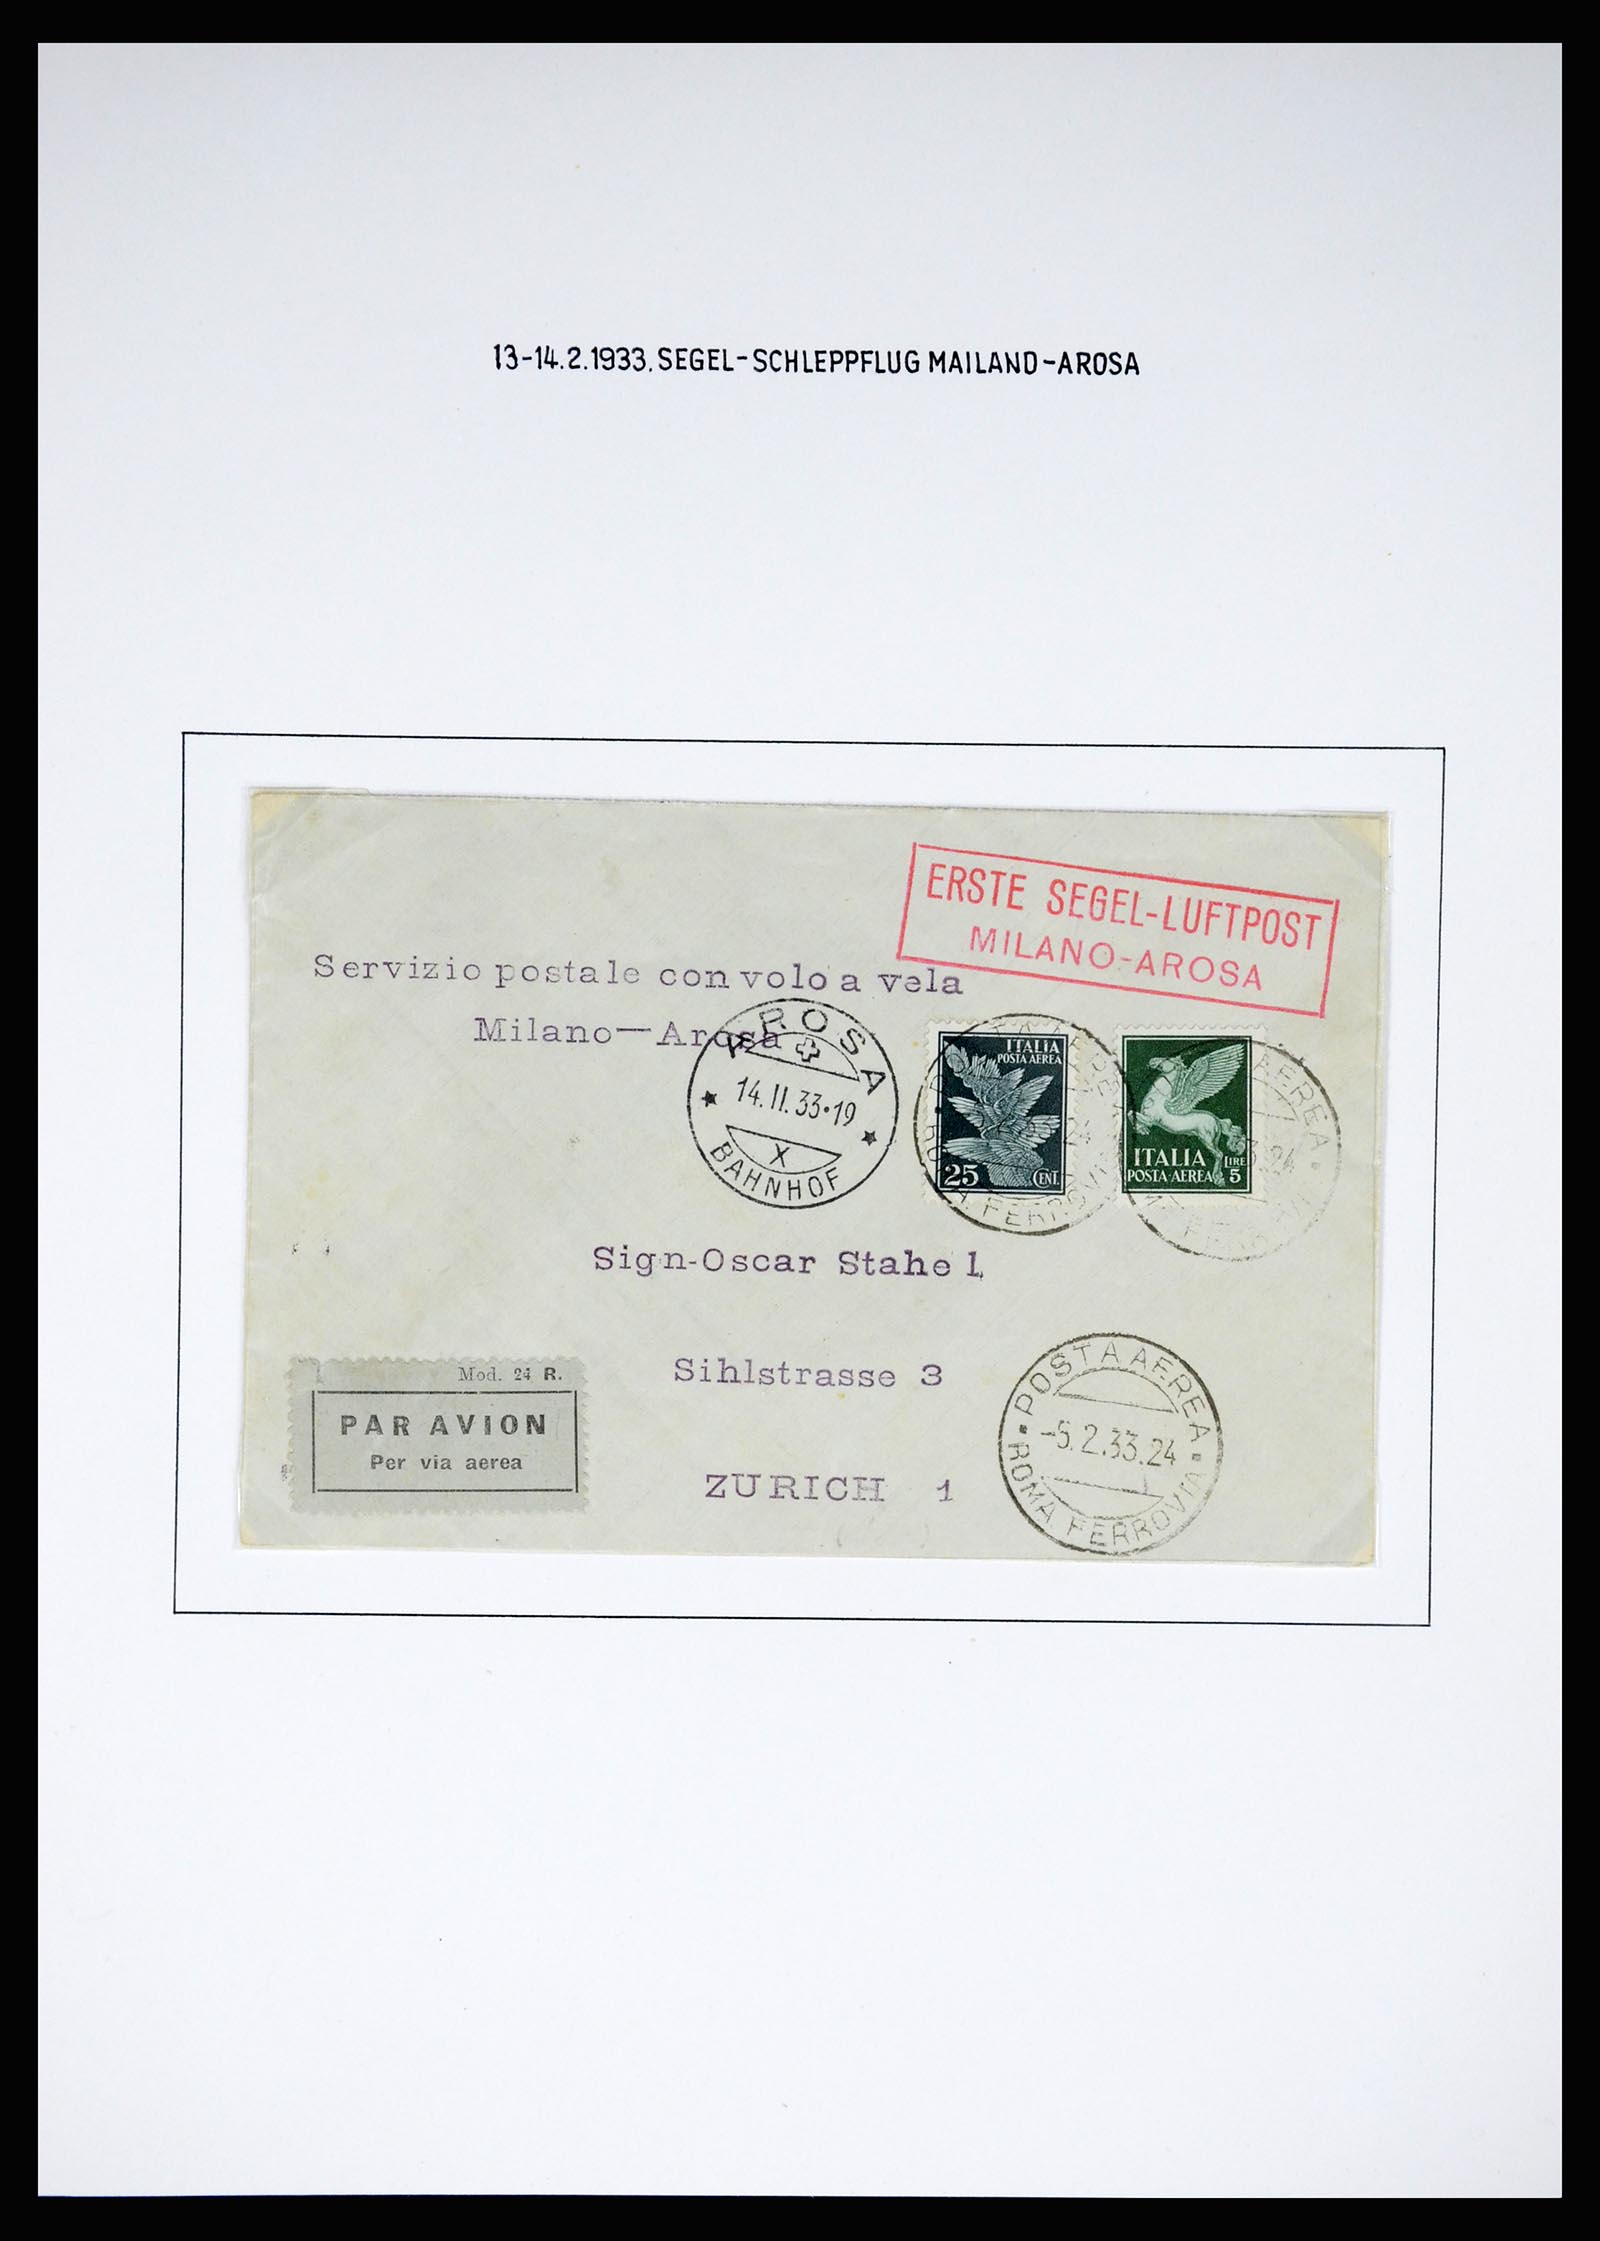 13-14.2.1933. SEGEL-SCHLEPPFLUG MAILAND-AROSA
ERSTE SEGEL-LUFTPOST
MILANO-AROSA
Servizio postale con volo a vela
Milano—Arosa
AROSA
14.II.33·19
X
BAHNHOF
ITALIA
POSTA AEREA
25 CENT.
ITALIA
LIRE
POSTA·AEREA 5
AEREA
FERROVIA
Sign-Oscar Stahel
Sihlstrasse 3
ZURICH 1
Mod. 24 R.
PAR AVION
Per via aerea
POSTA AEREA
-5.2.33.24
ROMA FERROVIA